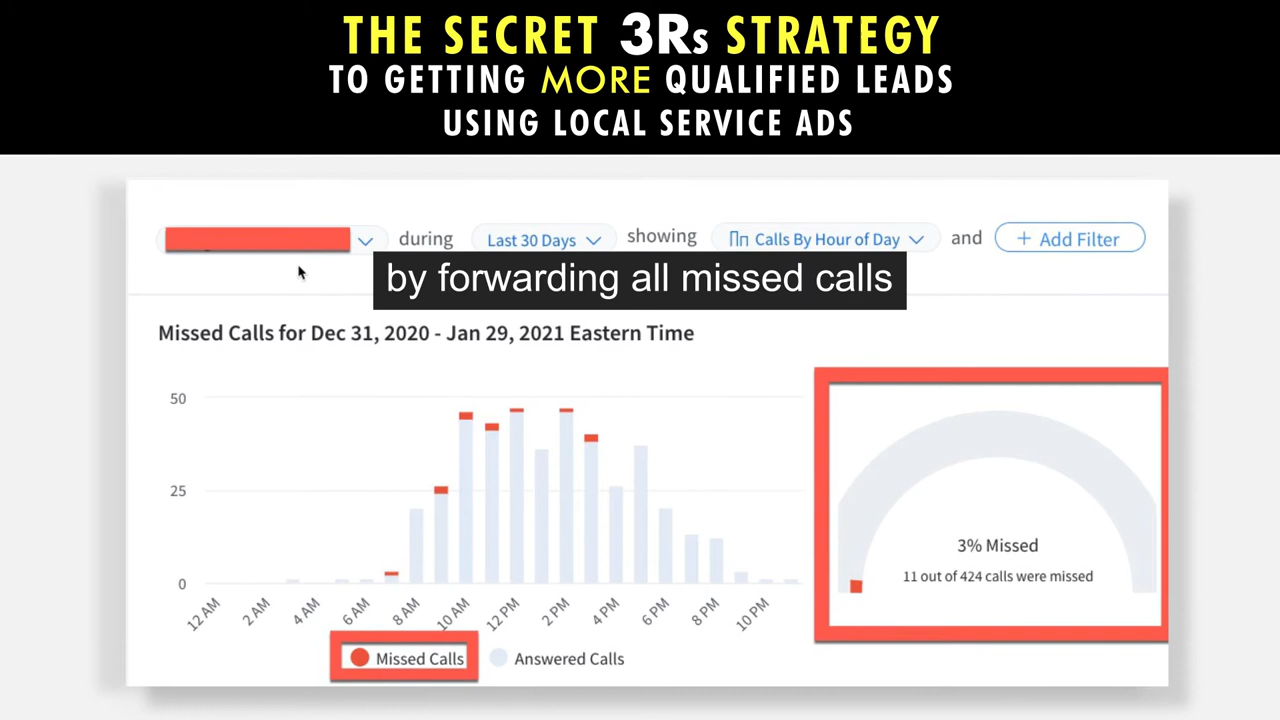 THE SECRET 3Rs STRATEGY
TO GETTING MORE QUALIFIED LEADS
USING LOCAL SERVICE ADS
during Last 30 Days showing Calls By Hour of Day and + Add Filter
by forwarding all missed calls
Missed Calls for Dec 31, 2020 - Jan 29, 2021 Eastern Time
50
25
0
12 AM 2 AM 4 AM 6 AM 8 AM 10 AM 12 PM 2 PM 4 PM 6 PM 8 PM 10 PM
Missed Calls Answered Calls
3% Missed
11 out of 424 calls were missed